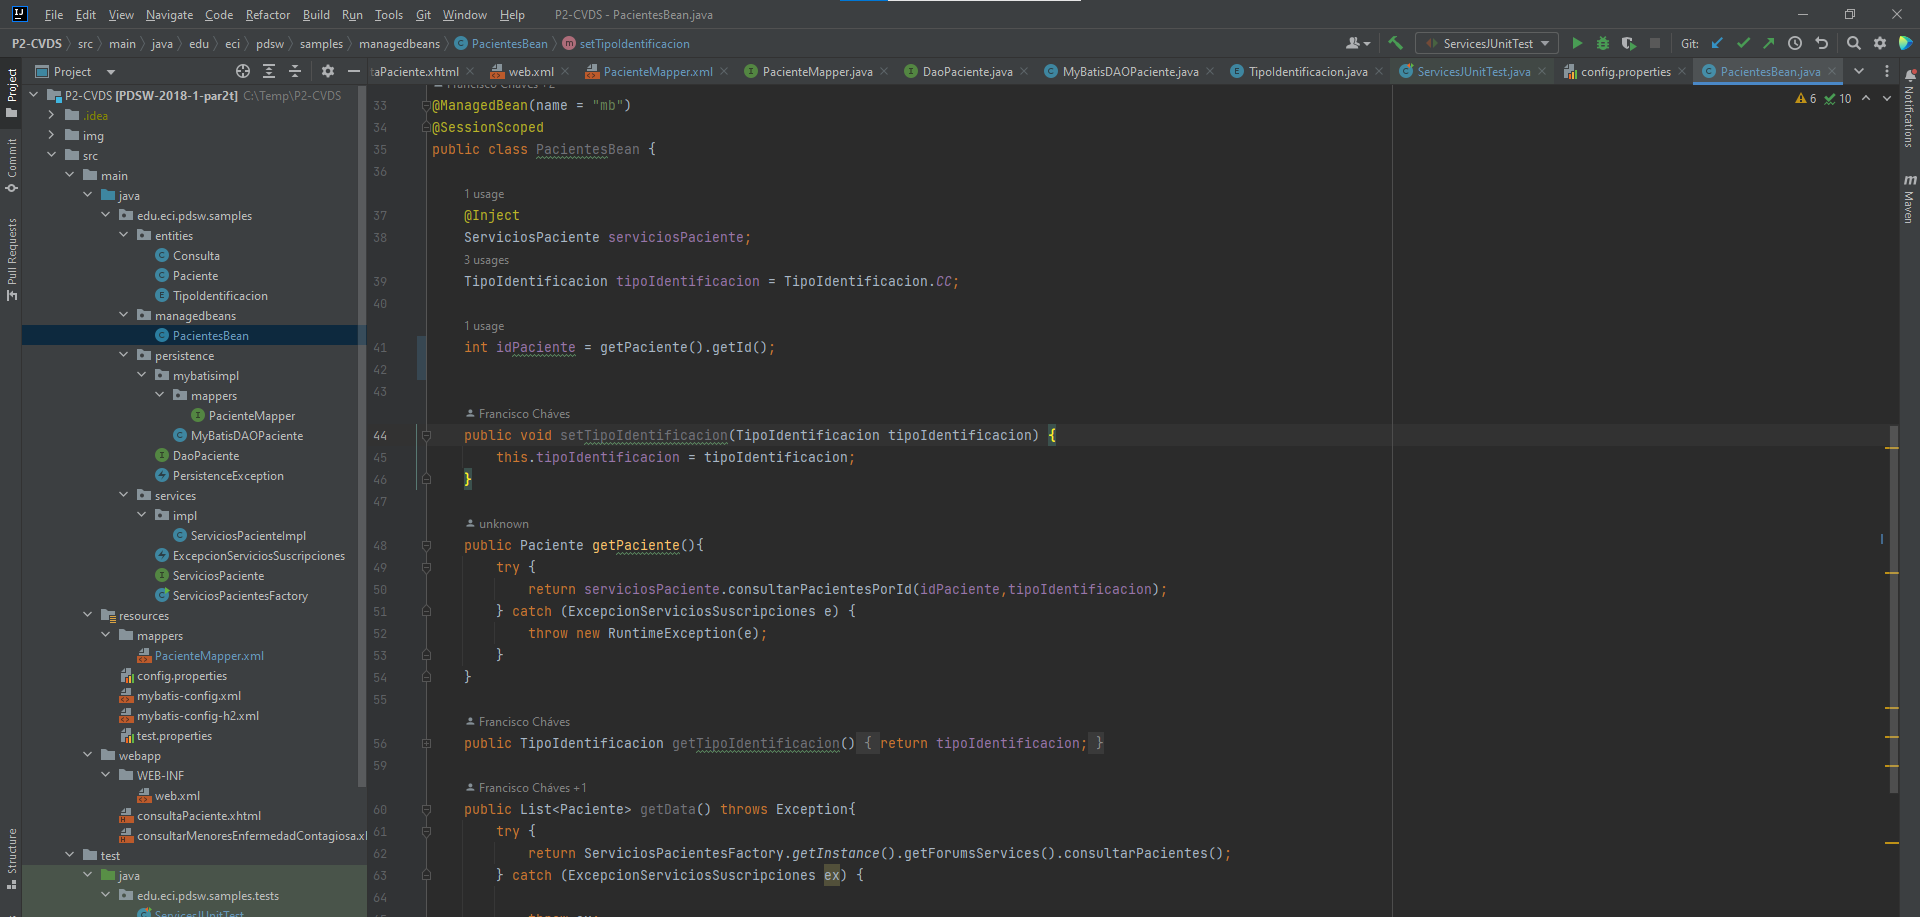 File Edit View Navigate Code Refactor Build Run Tools Git Window Help P2-CVDS - PacientesBean.java
P2-CVDS src main java edu eci pdsw samples managedbeans PacientesBean setTipoIdentificacion ServicesJUnitTest Git:
Project taPaciente.xhtml web.xml PacienteMapper.xml PacienteMapper.java DaoPaciente.java MyBatisDAOPaciente.java TipoIdentificacion.java ServicesJUnitTest.java config.properties PacientesBean.java
Project
Commit
Pull Requests
Structure
P2-CVDS [PDSW-2018-1-par2t] C:\Temp\P2-CVDS
.idea
img
src
main
java
edu.eci.pdsw.samples
entities
Consulta
Paciente
TipoIdentificacion
managedbeans
PacientesBean
persistence
mybatisimpl
mappers
PacienteMapper
MyBatisDAOPaciente
DaoPaciente
PersistenceException
services
impl
ServiciosPacienteImpl
ExcepcionServiciosSuscripciones
ServiciosPaciente
ServiciosPacientesFactory
resources
mappers
PacienteMapper.xml
config.properties
mybatis-config.xml
mybatis-config-h2.xml
test.properties
webapp
WEB-INF
web.xml
consultaPaciente.xhtml
consultarMenoresEnfermedadContagiosa.xl
test
java
edu.eci.pdsw.samples.tests
ServicesJUnitTest
Francisco Cháves +2
33 @ManagedBean(name = "mb")
34 @SessionScoped
35 public class PacientesBean {
36
1 usage
37 @Inject
38 ServiciosPaciente serviciosPaciente;
3 usages
39 TipoIdentificacion tipoIdentificacion = TipoIdentificacion.CC;
40
1 usage
41 int idPaciente = getPaciente().getId();
42
43
Francisco Cháves
44 public void setTipoIdentificacion(TipoIdentificacion tipoIdentificacion) {
45 this.tipoIdentificacion = tipoIdentificacion;
46 }
47
unknown
48 public Paciente getPaciente(){
49 try {
50 return serviciosPaciente.consultarPacientesPorId(idPaciente,tipoIdentificacion);
51 } catch (ExcepcionServiciosSuscripciones e) {
52 throw new RuntimeException(e);
53 }
54 }
55
Francisco Cháves
56 public TipoIdentificacion getTipoIdentificacion() { return tipoIdentificacion; }
59
Francisco Cháves +1
60 public List<Paciente> getData() throws Exception{
61 try {
62 return ServiciosPacientesFactory.getInstance().getForumsServices().consultarPacientes();
63 } catch (ExcepcionServiciosSuscripciones ex) {
64
6 10
Notifications
m Maven